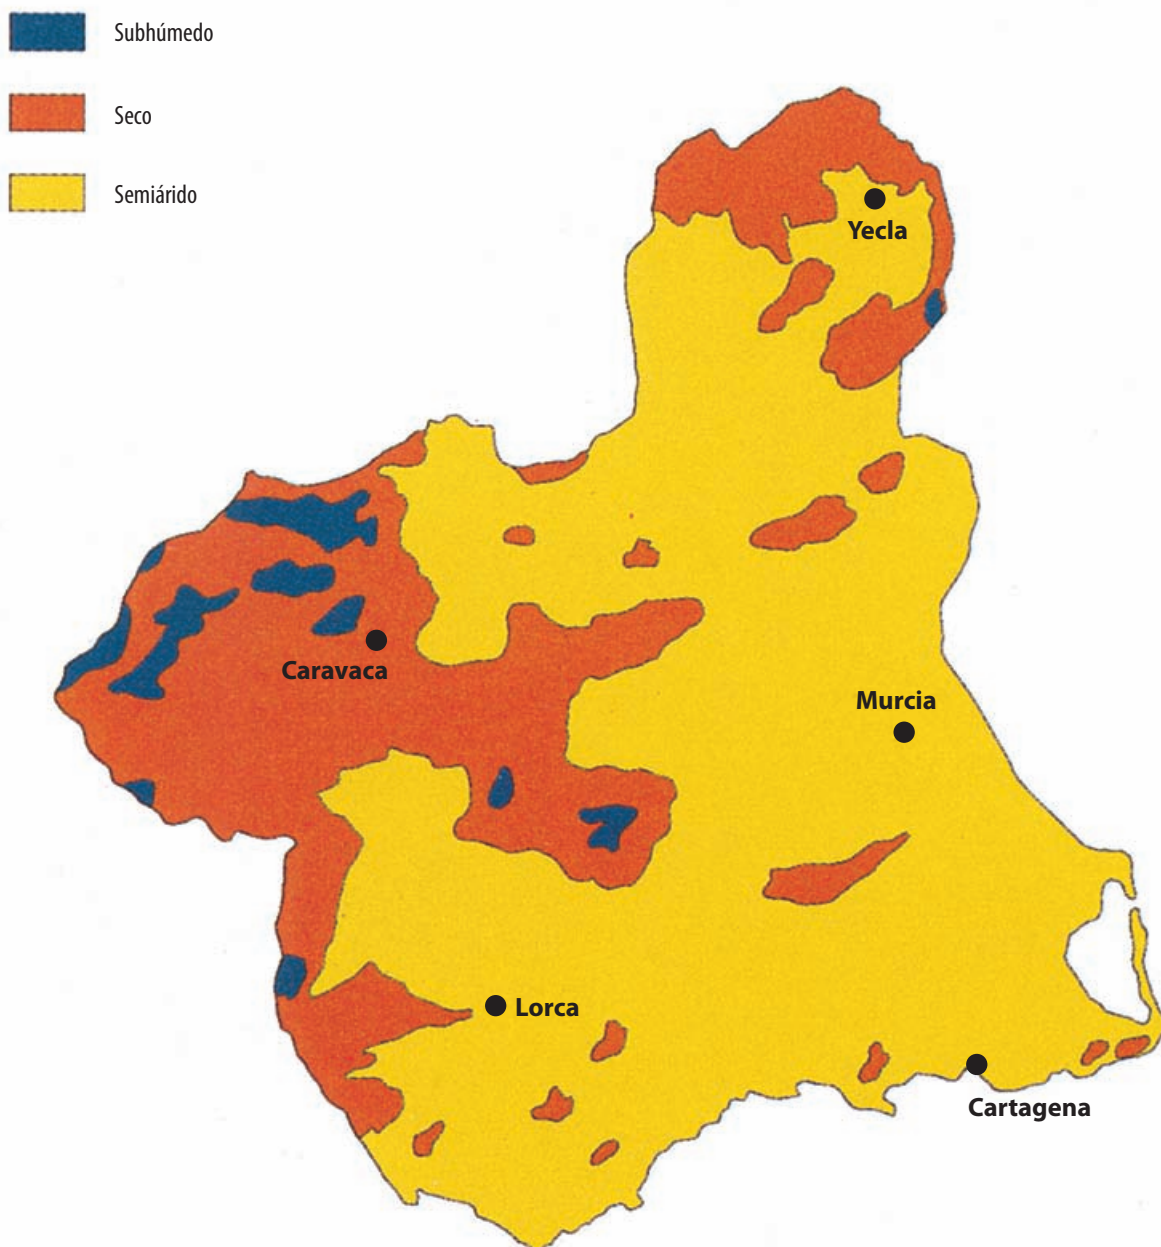 Subhúmedo
Seco
Semiárido
Yecla
Caravaca
Murcia
Lorca
Cartagena